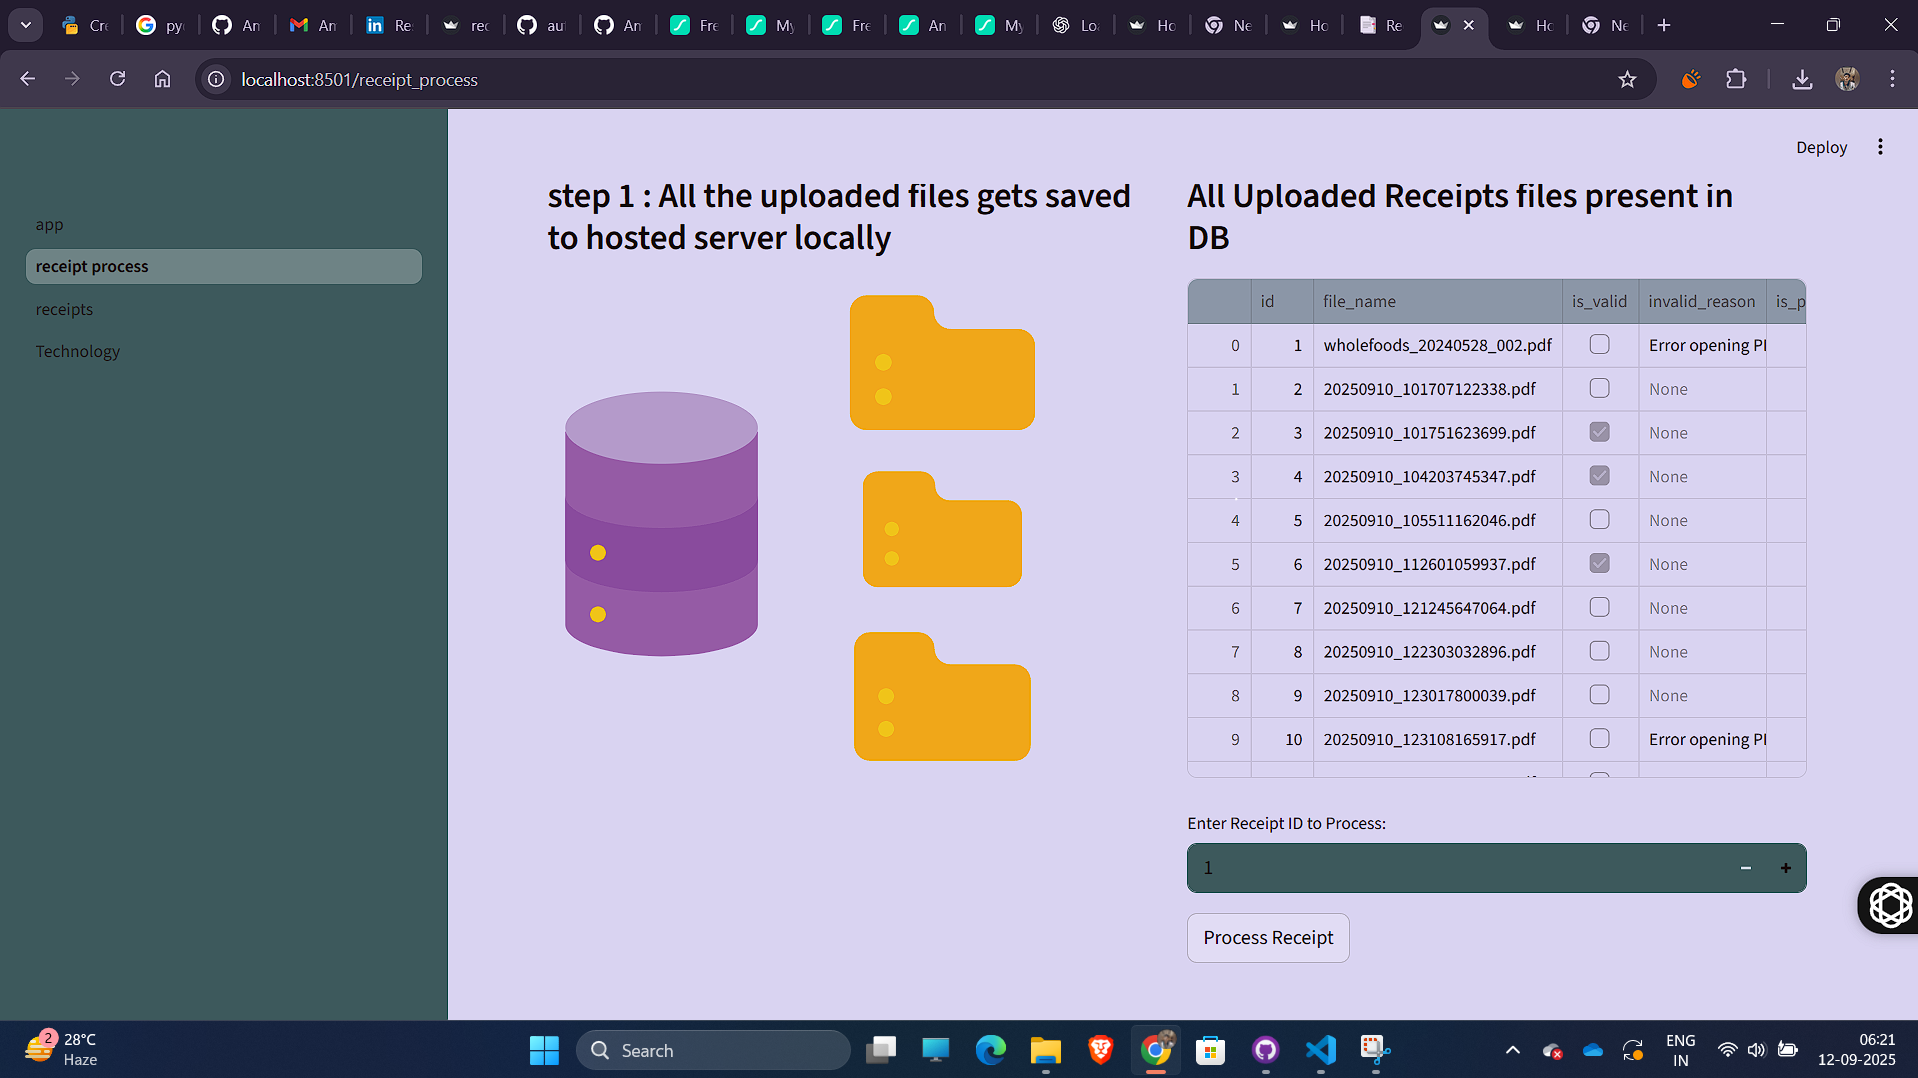 Cre
pyt
An
An
Re
rec
au
An
Fre
My
Fre
An
My
Lo
Ho
Ne
Ho
Re
Ho
Ne
localhost:8501/receipt_process
Deploy
app
receipt process
receipts
Technology
step 1 : All the uploaded files gets saved
to hosted server locally
All Uploaded Receipts files present in
DB
id file_name is_valid invalid_reason is_p
0 1 wholefoods_20240528_002.pdf Error opening PI
1 2 20250910_101707122338.pdf None
2 3 20250910_101751623699.pdf None
3 4 20250910_104203745347.pdf None
4 5 20250910_105511162046.pdf None
5 6 20250910_112601059937.pdf None
6 7 20250910_121245647064.pdf None
7 8 20250910_122303032896.pdf None
8 9 20250910_123017800039.pdf None
9 10 20250910_123108165917.pdf Error opening PI
Enter Receipt ID to Process:
1
Process Receipt
2
28°C
Haze
Search
ENG
IN
06:21
12-09-2025